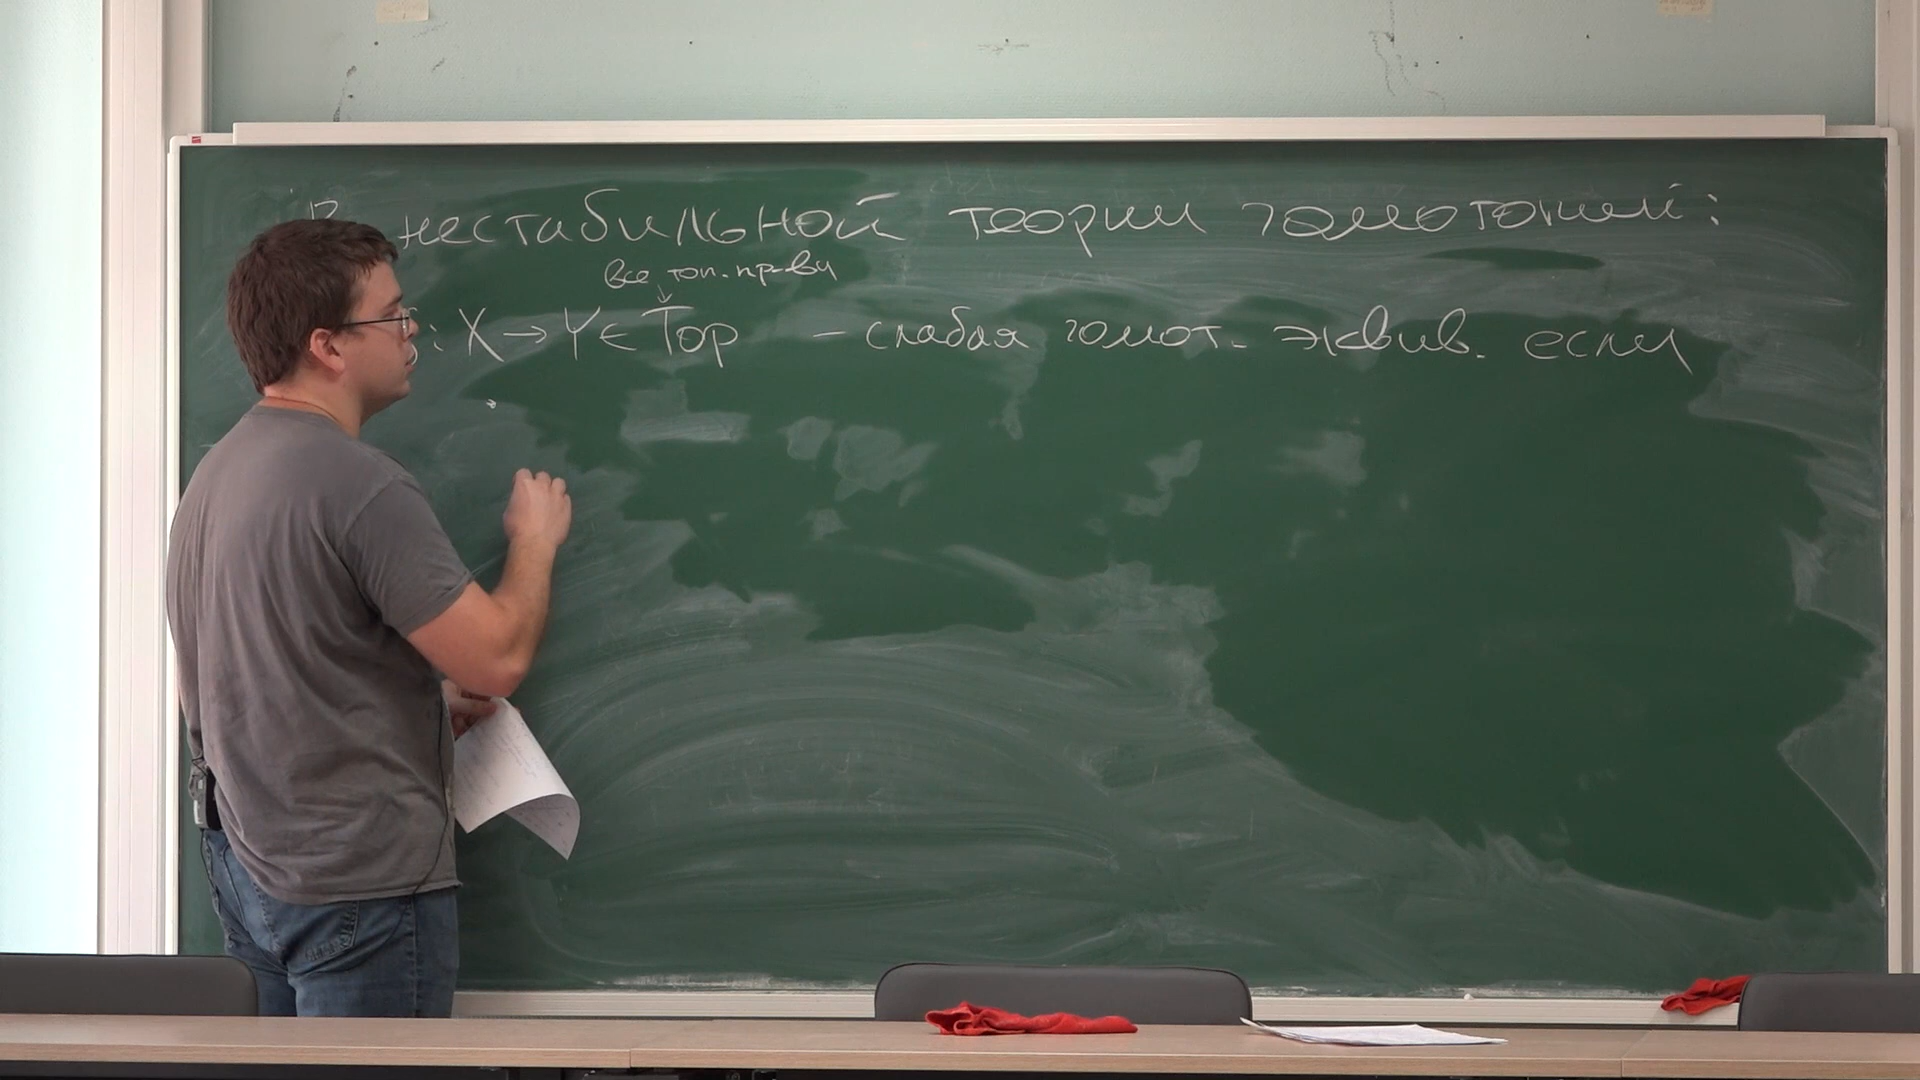 В нестабильной теории гомотопий:
все топ. пр-ва
↓
: X → Y ∈ Top – слабая гомот. эквив. если